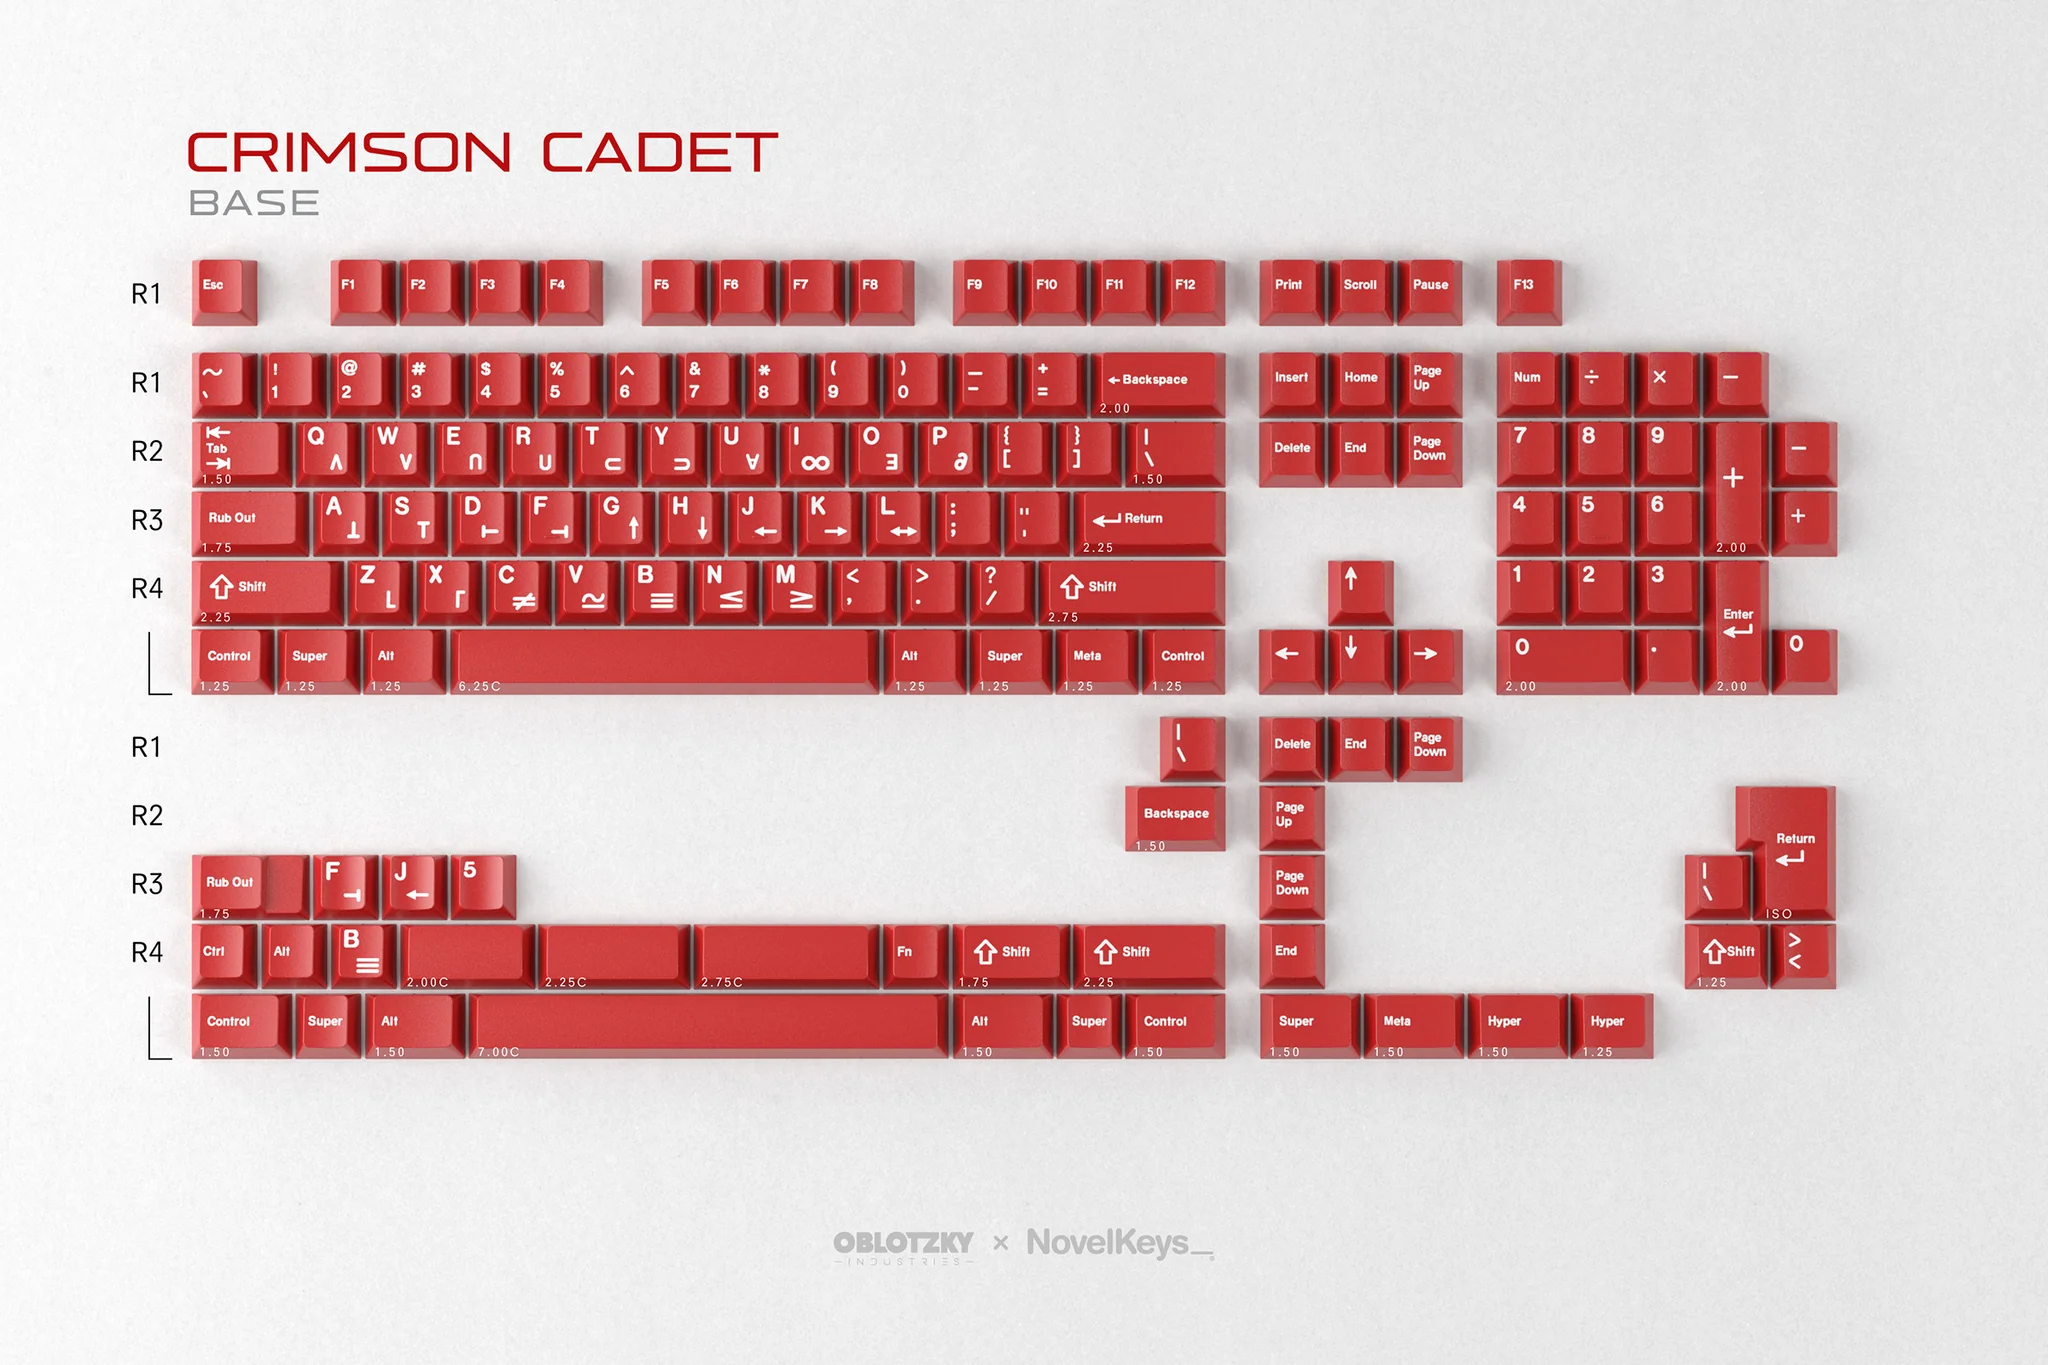 CRIMSON CADET
BASE
R1 Esc F1 F2 F3 F4 F5 F6 F7 F8 F9 F10 F11 F12 Print Scroll Pause F13
R1 ~ ` ! 1 @ 2 # 3 $ 4 % 5 ^ 6 & 7 * 8 ( 9 ) 0 _ - + = ← Backspace 2.00 Insert Home Page Up Num ÷ × −
R2 Tab 1.50 Q ∧ W ∨ E ∩ R ∪ T ⊂ Y ⊃ U ∀ I ∞ O ∃ P ∂ { [ } ] | \ 1.50 Delete End Page Down 7 8 9 + 2.00 −
R3 Rub Out 1.75 A ⊥ S ⊤ D ⊢ F ⊣ G ↑ H ↓ J ← K → L ↔ : ; " ' Return 2.25 4 5 6 +
R4 ⇧ Shift 2.25 Z ⌊ X ⌈ C ≠ V ≃ B ≡ N ≤ M ≥ < , > . ? / ⇧ Shift 2.75 ↑ 1 2 3 Enter 2.00
Control 1.25 Super 1.25 Alt 1.25 6.25C Alt 1.25 Super 1.25 Meta 1.25 Control 1.25 ← ↓ → 0 2.00 . 0
R1 | \ Delete End Page Down
R2 Backspace 1.50 Page Up Return ISO
R3 Rub Out 1.75 F ⊣ J ← 5 Page Down | \
R4 Ctrl Alt B ≡ 2.00C 2.25C 2.75C Fn ⇧ Shift 1.75 ⇧ Shift 2.25 End ⇧ Shift 1.25 > <
Control 1.50 Super Alt 1.50 7.00C Alt 1.50 Super Control 1.50 Super 1.50 Meta 1.50 Hyper 1.50 Hyper 1.25
OBLOTZKY × NovelKeys_
INDUSTRIES